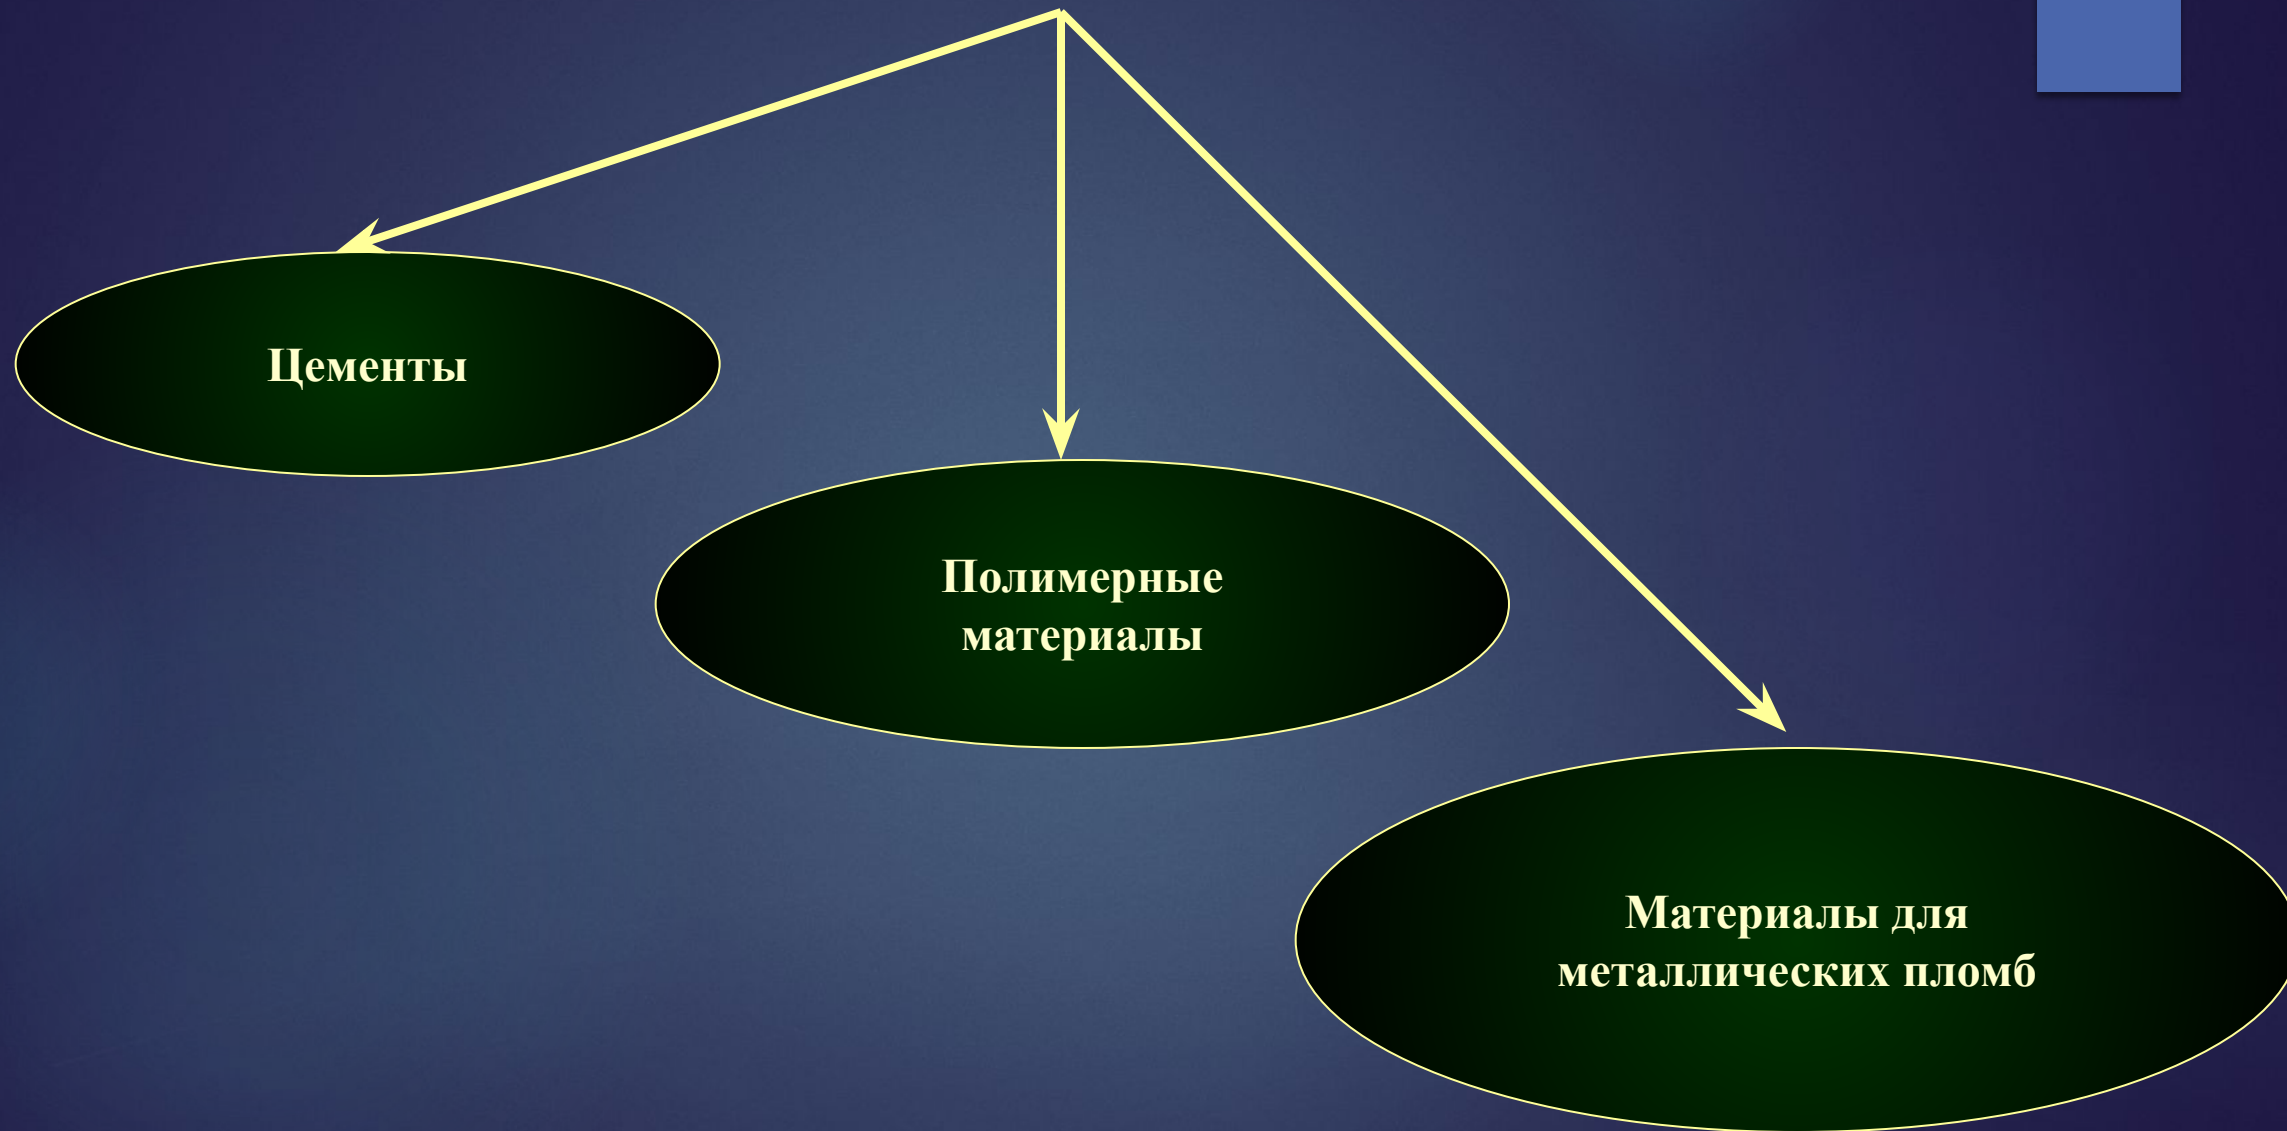 Цементы
Полимерные
материалы
Материалы для
металлических пломб